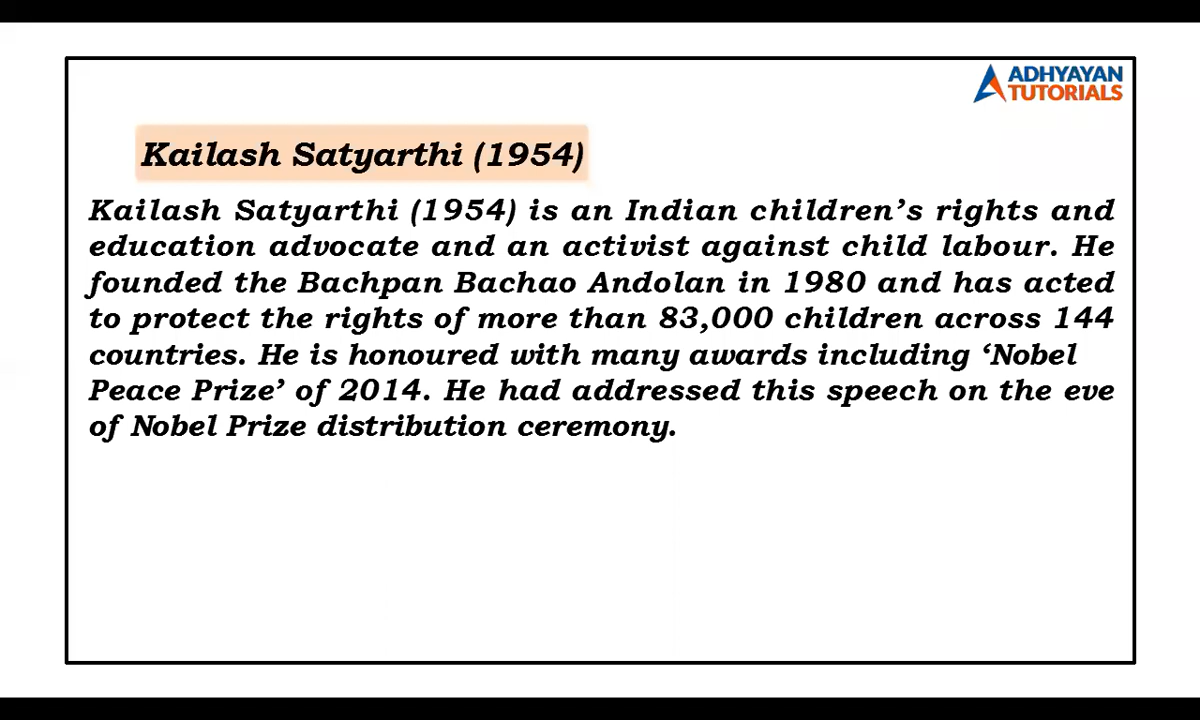 ADHYAYAN
TUTORIALS
Kailash Satyarthi (1954)
Kailash Satyarthi (1954) is an Indian children’s rights and
education advocate and an activist against child labour. He
founded the Bachpan Bachao Andolan in 1980 and has acted
to protect the rights of more than 83,000 children across 144
countries. He is honoured with many awards including ‘Nobel
Peace Prize’ of 2014. He had addressed this speech on the eve
of Nobel Prize distribution ceremony.